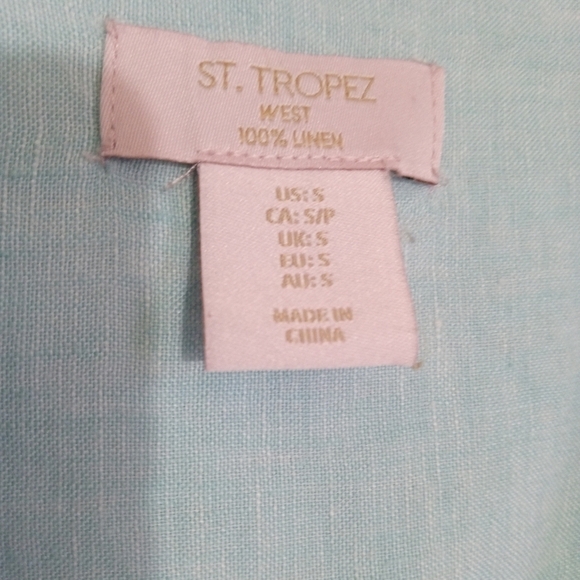 ST. TROPEZ
WEST
100% LINEN
US: S
CA: S/P
UK: S
EU: S
AU: S
MADE IN
CHINA